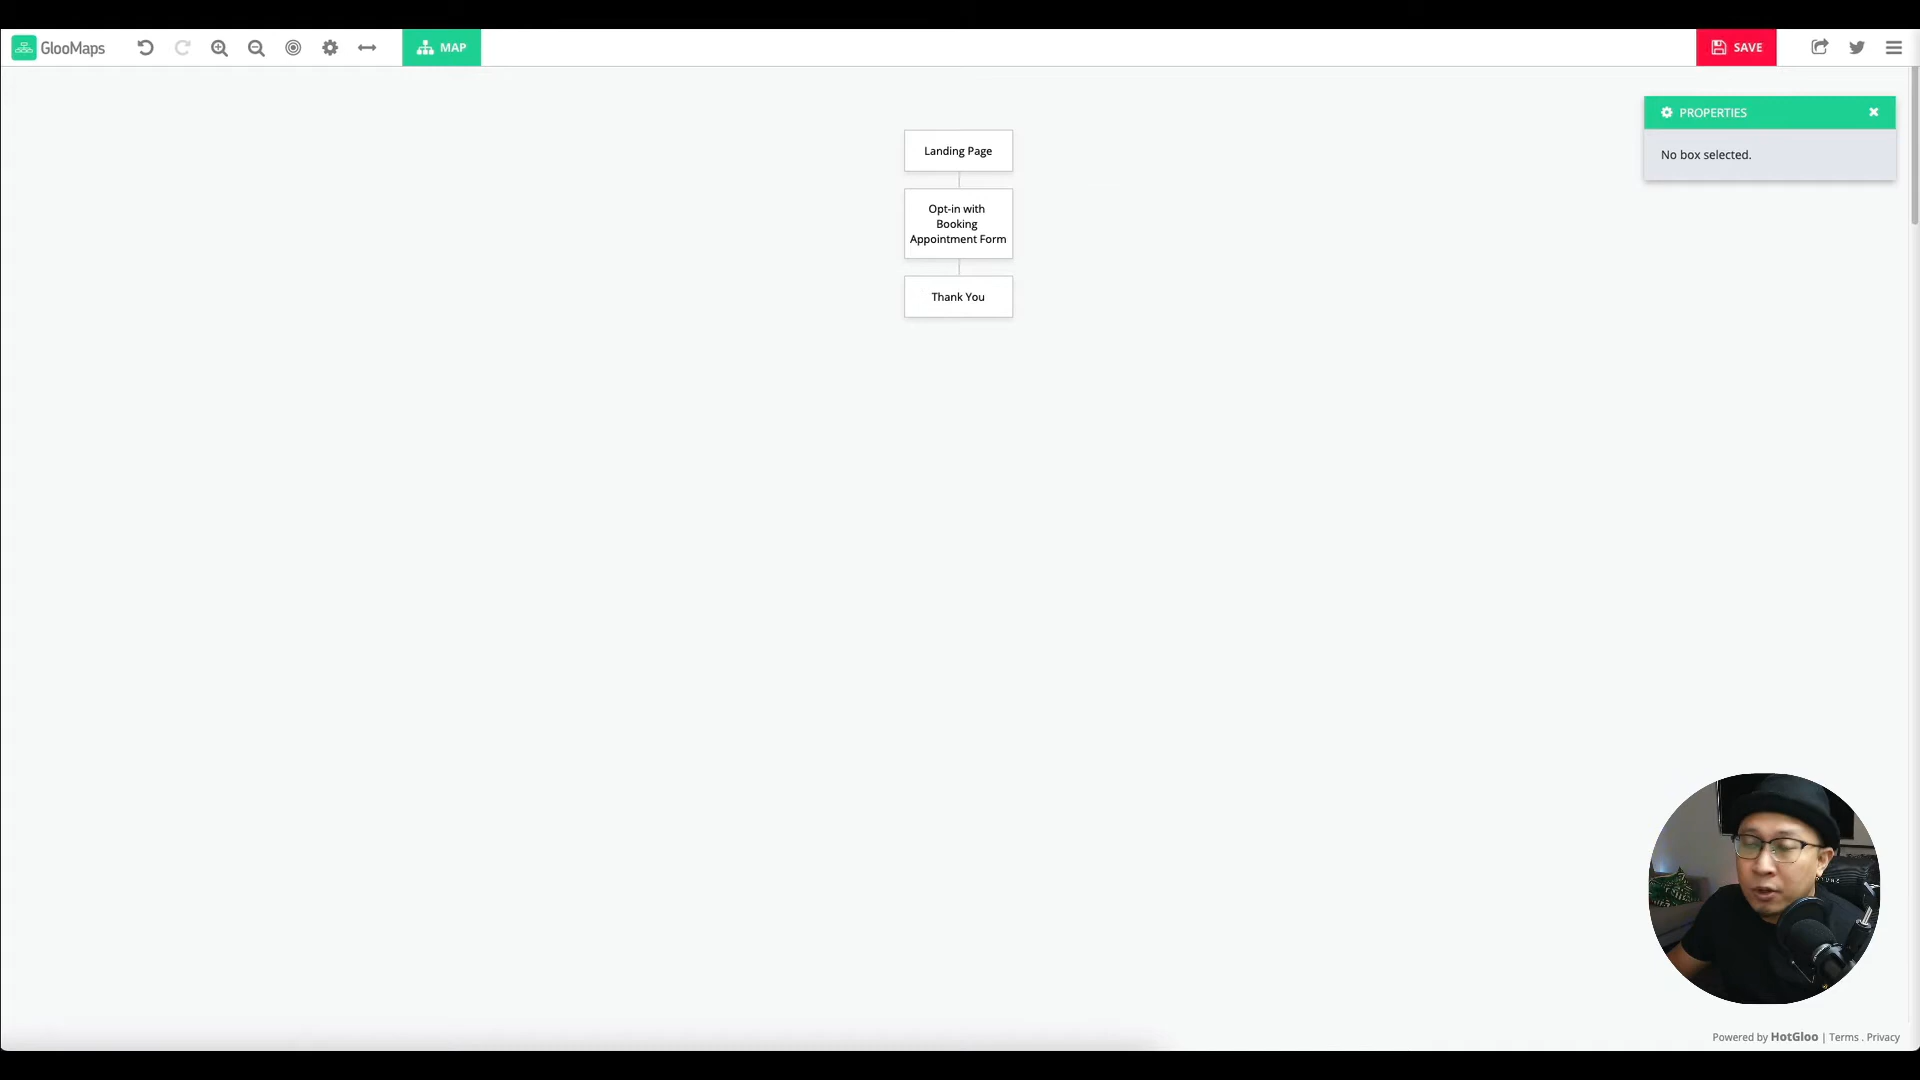 GlooMaps
MAP
SAVE
PROPERTIES
No box selected.
Landing Page
Opt-in with
Booking
Appointment Form
Thank You
Powered by HotGloo | Terms . Privacy